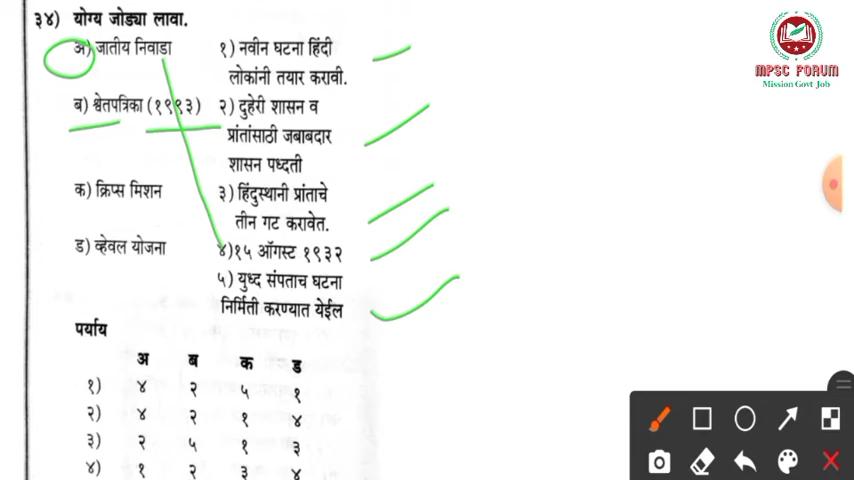 ३४) योग्य जोड्या लावा.
अ) जातीय निवाडा १) नवीन घटना हिंदी
लोकांनी तयार करावी.
ब) श्वेतपत्रिका (१९९३) २) दुहेरी शासन व
प्रांतांसाठी जबाबदार
शासन पध्दती
क) क्रिप्स मिशन ३) हिंदुस्थानी प्रांताचे
तीन गट करावेत.
ड) व्हेवल योजना ४)१५ ऑगस्ट १९३२
५) युध्द संपताच घटना
निर्मिती करण्यात येईल
पर्याय
अ ब क ड
१) ४ २ ५ १
२) ४ २ १ ४
३) २ ५ १ ३
४) १ २ ३ ४
MPSC FORUM
Mission Govt Job